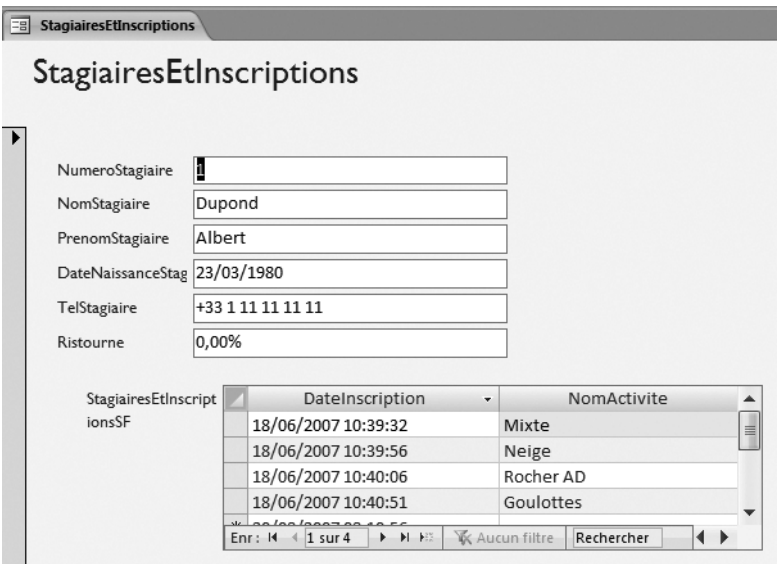 StagiairesEtInscriptions
StagiairesEtInscriptions
NumeroStagiaire 1
NomStagiaire Dupond
PrenomStagiaire Albert
DateNaissanceStag 23/03/1980
TelStagiaire +33 1 11 11 11 11
Ristourne 0,00%
StagiairesEtInscript
ionsSF
DateInscription NomActivite
18/06/2007 10:39:32 Mixte
18/06/2007 10:39:56 Neige
18/06/2007 10:40:06 Rocher AD
18/06/2007 10:40:51 Goulottes
Enr : 1 sur 4 Aucun filtre Rechercher